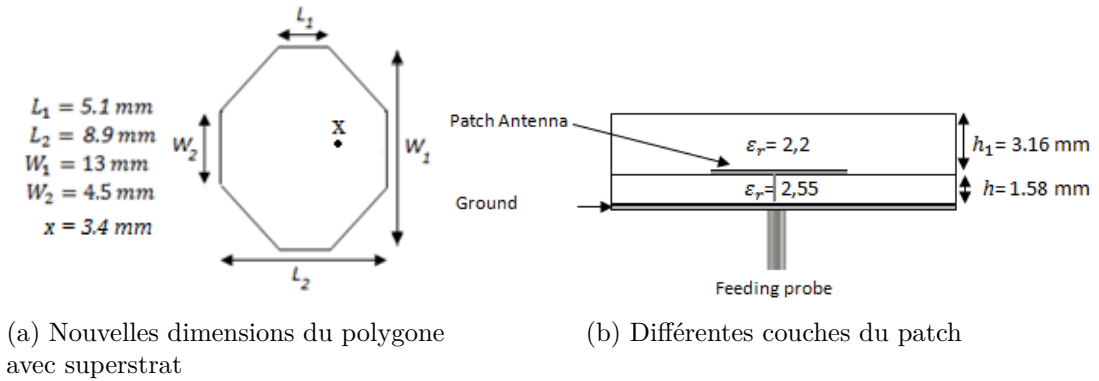 L₁
L₁ = 5.1 mm
L₂ = 8.9 mm
W₁ = 13 mm
W₂ = 4.5 mm
x = 3.4 mm
W₂
X
W₁
L₂
Patch Antenna
εᵣ= 2,2
h₁= 3.16 mm
εᵣ= 2,55
h= 1.58 mm
Ground
Feeding probe
(a) Nouvelles dimensions du polygone
avec superstrat
(b) Différentes couches du patch